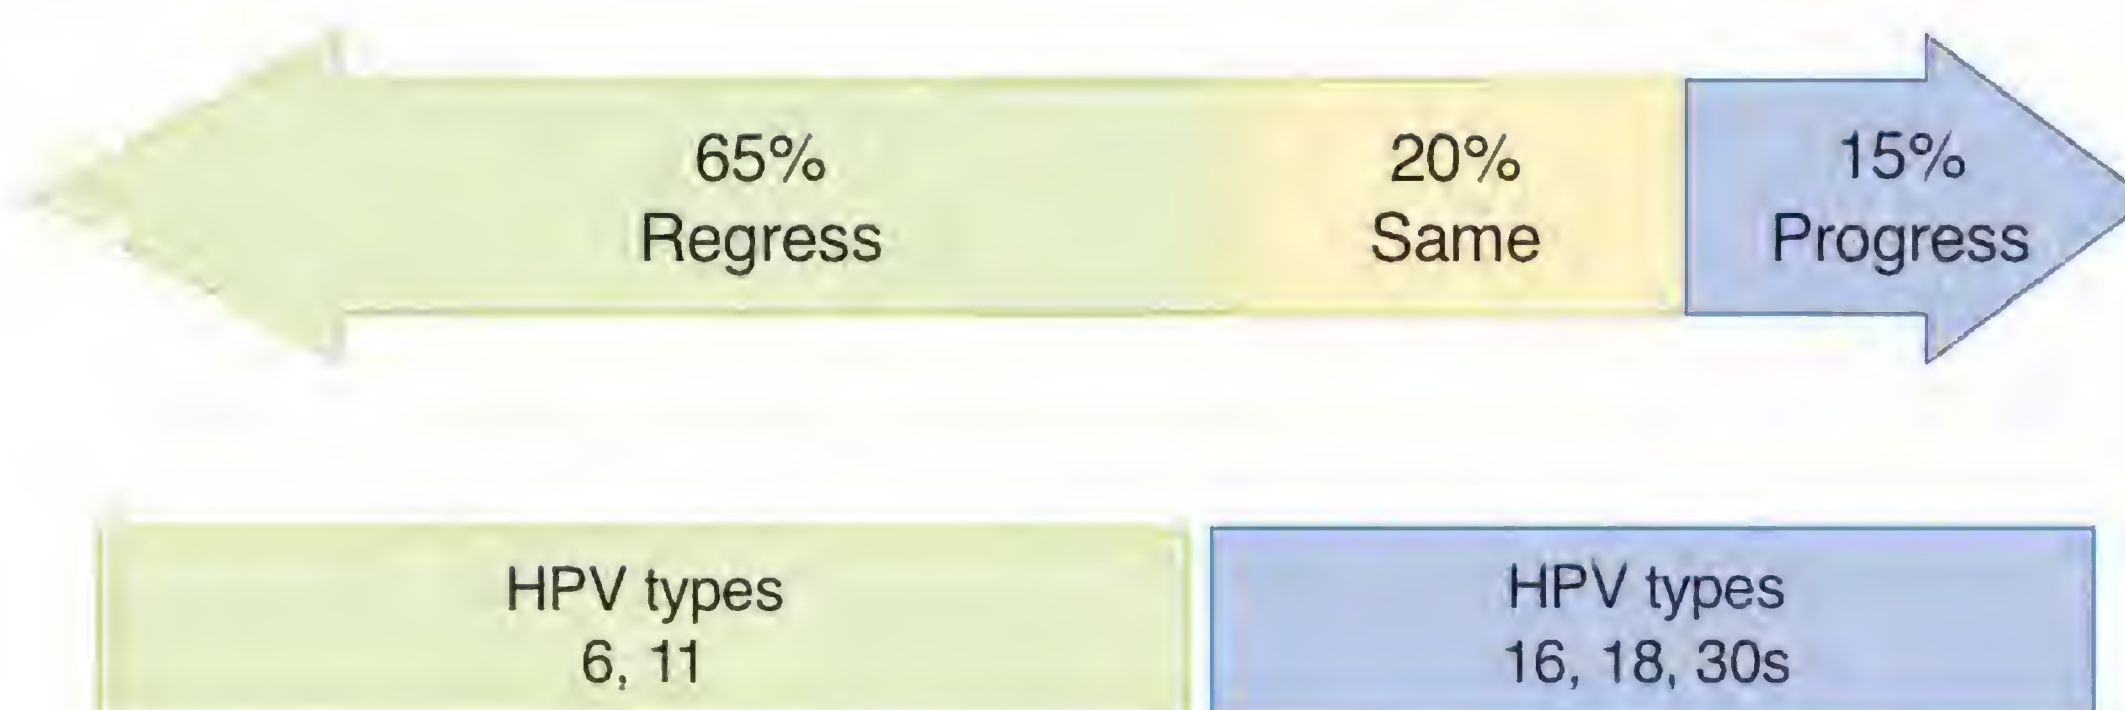 65%
Regress
20%
Same
15%
Progress
HPV types
6, 11
HPV types
16, 18, 30s